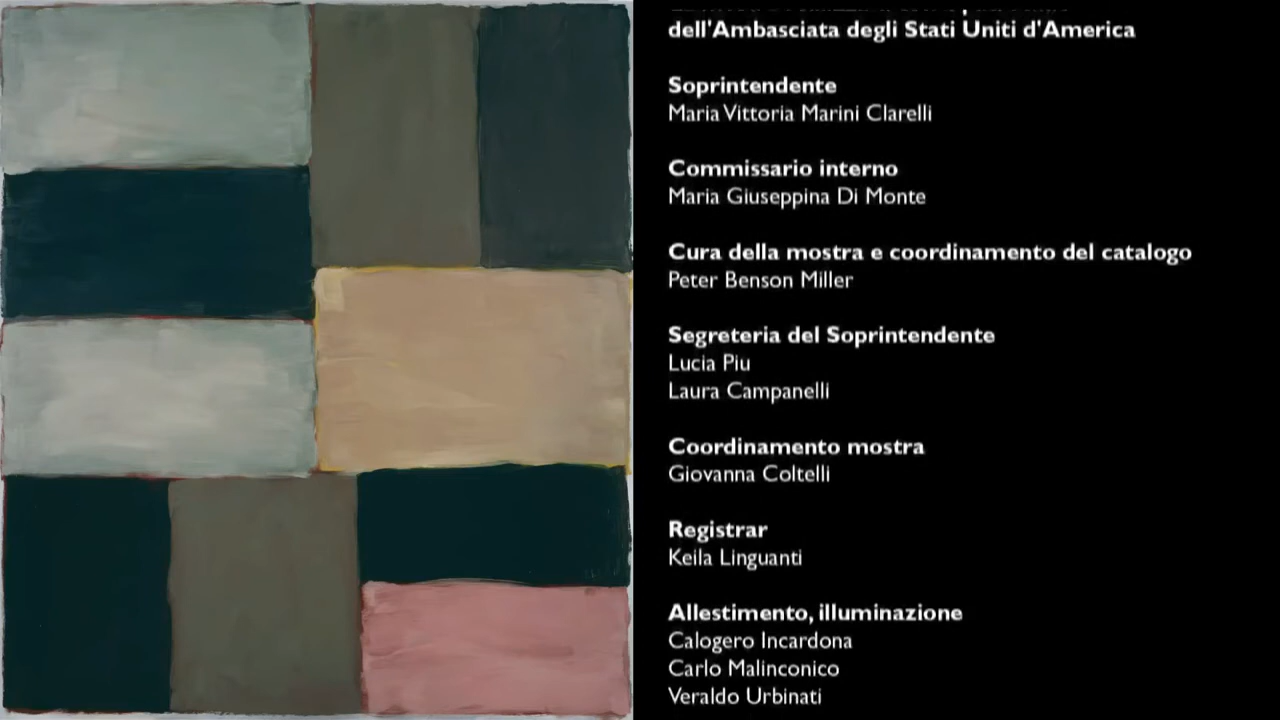 dell'Ambasciata degli Stati Uniti d'America
Soprintendente
Maria Vittoria Marini Clarelli
Commissario interno
Maria Giuseppina Di Monte
Cura della mostra e coordinamento del catalogo
Peter Benson Miller
Segreteria del Soprintendente
Lucia Piu
Laura Campanelli
Coordinamento mostra
Giovanna Coltelli
Registrar
Keila Linguanti
Allestimento, illuminazione
Calogero Incardona
Carlo Malinconico
Veraldo Urbinati